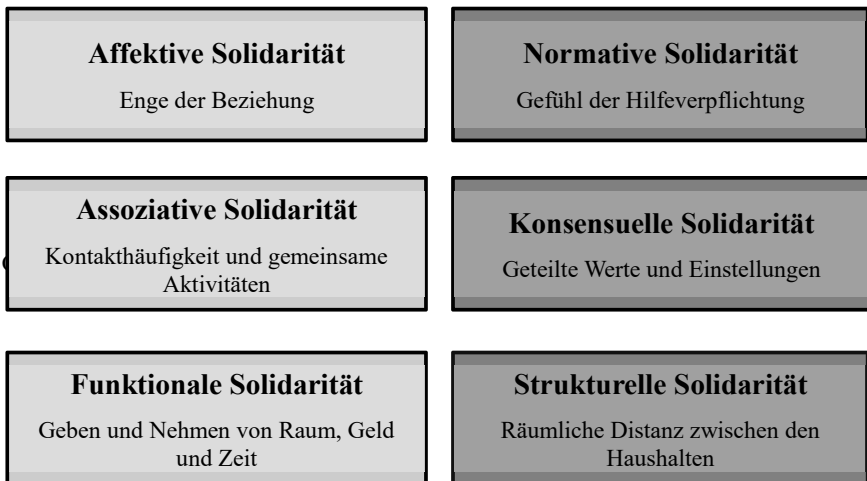 Affektive Solidarität
Enge der Beziehung
Normative Solidarität
Gefühl der Hilfeverpflichtung
Assoziative Solidarität
Kontakthäufigkeit und gemeinsame
Aktivitäten
Konsensuelle Solidarität
Geteilte Werte und Einstellungen
Funktionale Solidarität
Geben und Nehmen von Raum, Geld
und Zeit
Strukturelle Solidarität
Räumliche Distanz zwischen den
Haushalten